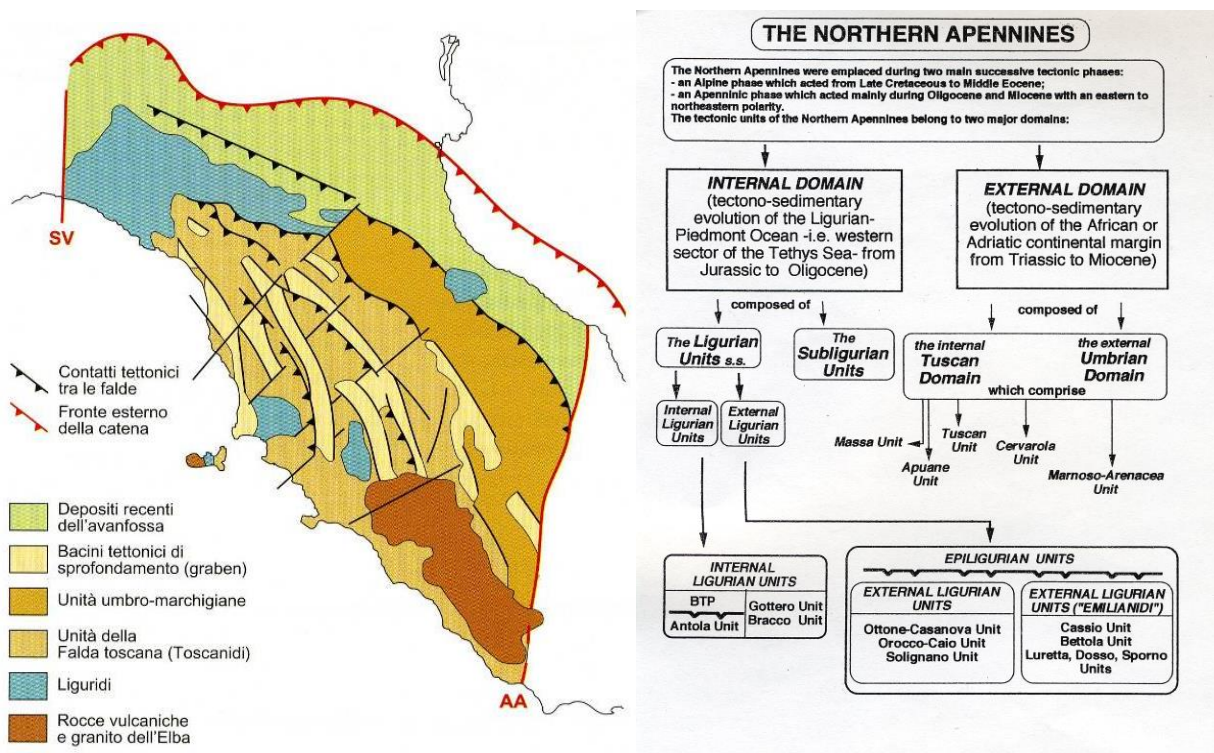 SV
AA
Contatti tettonici
tra le falde
Fronte esterno
della catena
Depositi recenti
dell'avanfossa
Bacini tettonici di
sprofondamento (graben)
Unità umbro-marchigiane
Unità della
Falda toscana (Toscanidi)
Liguridi
Rocce vulcaniche
e granito dell'Elba
THE NORTHERN APENNINES
The Northern Apennines were emplaced during two main successive tectonic phases:
- an Alpine phase which acted from Late Cretaceous to Middle Eocene;
- an Apenninic phase which acted mainly during Oligocene and Miocene with an eastern to
northeastern polarity.
The tectonic units of the Northern Apennines belong to two major domains:
INTERNAL DOMAIN
(tectono-sedimentary
evolution of the Ligurian-
Piedmont Ocean -i.e. western
sector of the Tethys Sea- from
Jurassic to Oligocene)
EXTERNAL DOMAIN
(tectono-sedimentary
evolution of the African or
Adriatic continental margin
from Triassic to Miocene)
composed of
composed of
The Ligurian
Units s.s.
The
Subligurian
Units
the internal
Tuscan
Domain
the external
Umbrian
Domain
which comprise
Internal
Ligurian
Units
External
Ligurian
Units
Massa Unit
Apuane
Unit
Tuscan
Unit
Cervarola
Unit
Marnoso-Arenacea
Unit
INTERNAL
LIGURIAN UNITS
BTP
Antola Unit
Gottero Unit
Bracco Unit
EPILIGURIAN UNITS
EXTERNAL LIGURIAN
UNITS
Ottone-Casanova Unit
Orocco-Caio Unit
Solignano Unit
EXTERNAL LIGURIAN
UNITS ("EMILIANIDI")
Cassio Unit
Bettola Unit
Luretta, Dosso, Sporno
Units